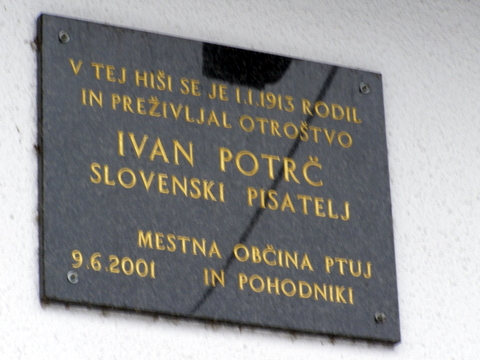 V TEJ HIŠI SE JE 1.1.1913 RODIL
IN PREŽIVLJAL OTROŠTVO
IVAN POTRČ
SLOVENSKI PISATELJ
MESTNA OBČINA PTUJ
9.6.2001 IN POHODNIKI